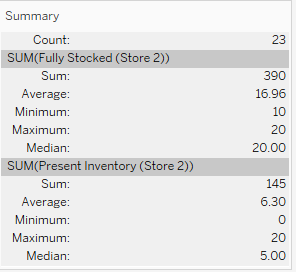 Summary
Count: 23
SUM(Fully Stocked (Store 2))
Sum: 390
Average: 16.96
Minimum: 10
Maximum: 20
Median: 20.00
SUM(Present Inventory (Store 2))
Sum: 145
Average: 6.30
Minimum: 0
Maximum: 20
Median: 5.00